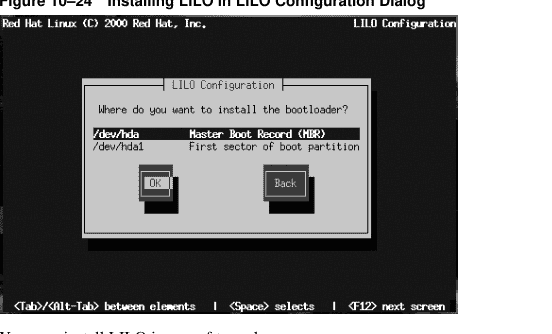 Figure 10–24 Installing LILO in LILO Configuration Dialog
Red Hat Linux (C) 2000 Red Hat, Inc. LILO Configuration
LILO Configuration
Where do you want to install the bootloader?
/dev/hda Master Boot Record (MBR)
/dev/hda1 First sector of boot partition
OK Back
<Tab>/<Alt-Tab> between elements | <Space> selects | <F12> next screen